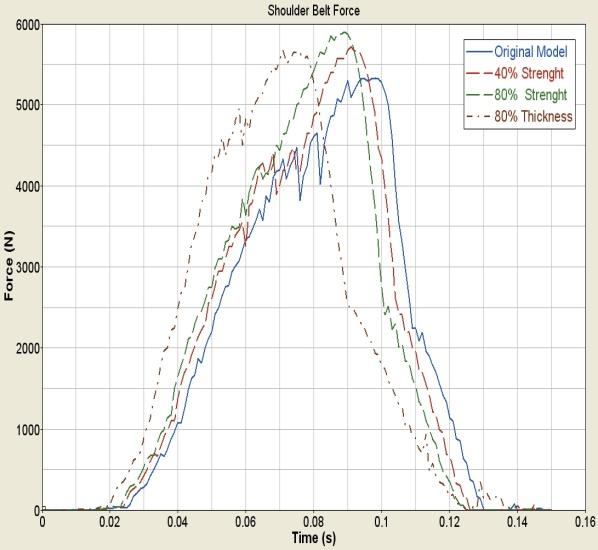 Shoulder Belt Force
6000
5000
4000
3000
2000
1000
0
Force (N)
Original Model
40% Strenght
80% Strenght
80% Thickness
0 0.02 0.04 0.06 0.08 0.1 0.12 0.14 0.16
Time (s)